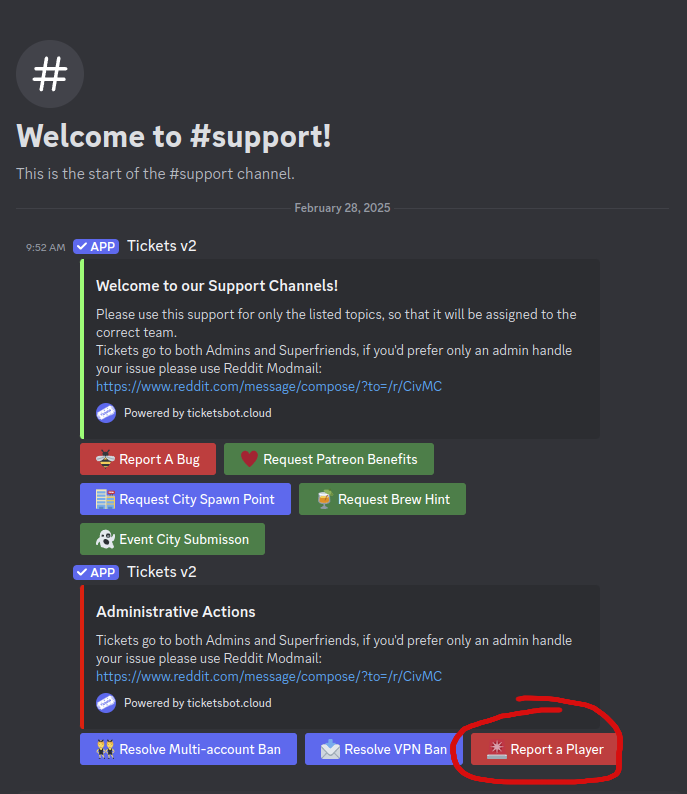 Welcome to #support!
This is the start of the #support channel.
February 28, 2025
9:52 AM ✓ APP Tickets v2
Welcome to our Support Channels!
Please use this support for only the listed topics, so that it will be assigned to the
correct team.
Tickets go to both Admins and Superfriends, if you'd prefer only an admin handle
your issue please use Reddit Modmail:
https://www.reddit.com/message/compose/?to=/r/CivMC
Powered by ticketsbot.cloud
Report A Bug Request Patreon Benefits
Request City Spawn Point Request Brew Hint
Event City Submisson
✓ APP Tickets v2
Administrative Actions
Tickets go to both Admins and Superfriends, if you'd prefer only an admin handle
your issue please use Reddit Modmail:
https://www.reddit.com/message/compose/?to=/r/CivMC
Powered by ticketsbot.cloud
Resolve Multi-account Ban Resolve VPN Ban Report a Player